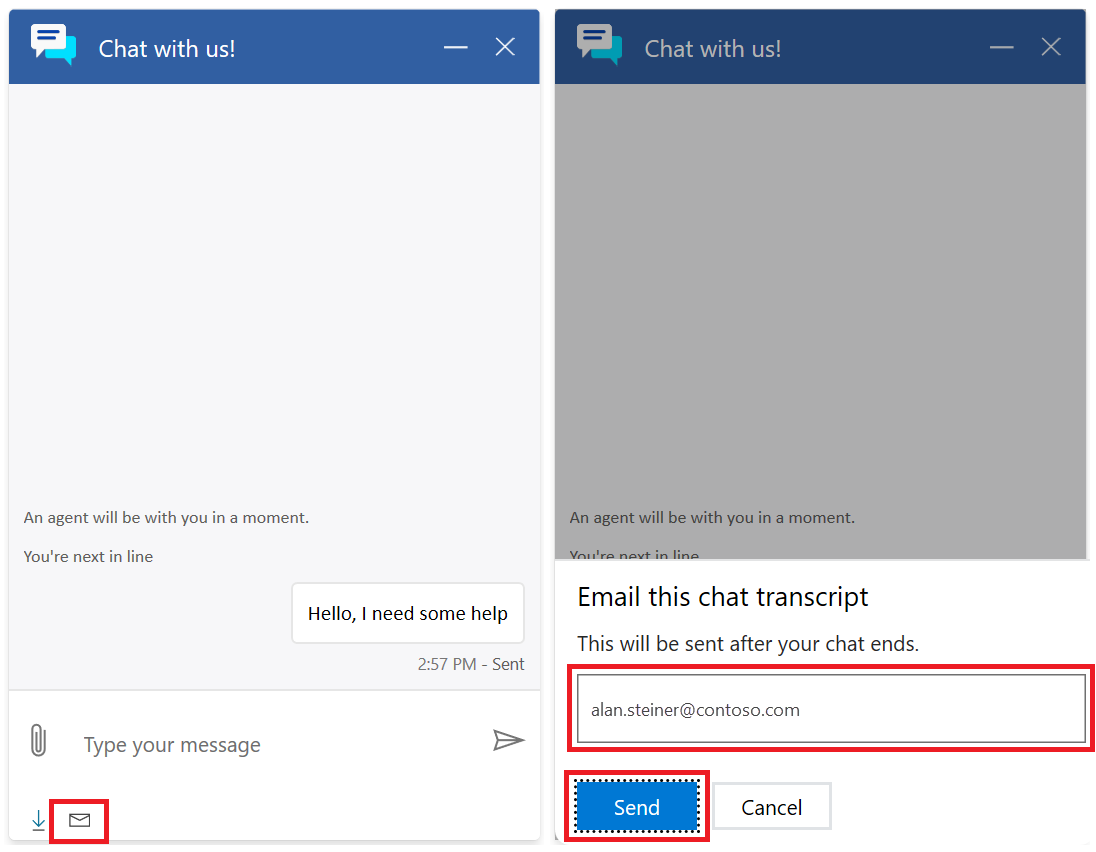 Chat with us!
An agent will be with you in a moment.
You're next in line
Hello, I need some help
2:57 PM - Sent
Type your message
Chat with us!
An agent will be with you in a moment.
You're next in line
Email this chat transcript
This will be sent after your chat ends.
alan.steiner@contoso.com
Send
Cancel